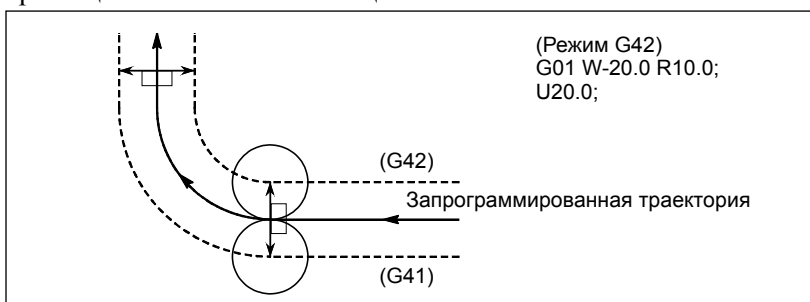 (Режим G42)
G01 W-20.0 R10.0;
U20.0;
(G42)
Запрограммированная траектория
(G41)